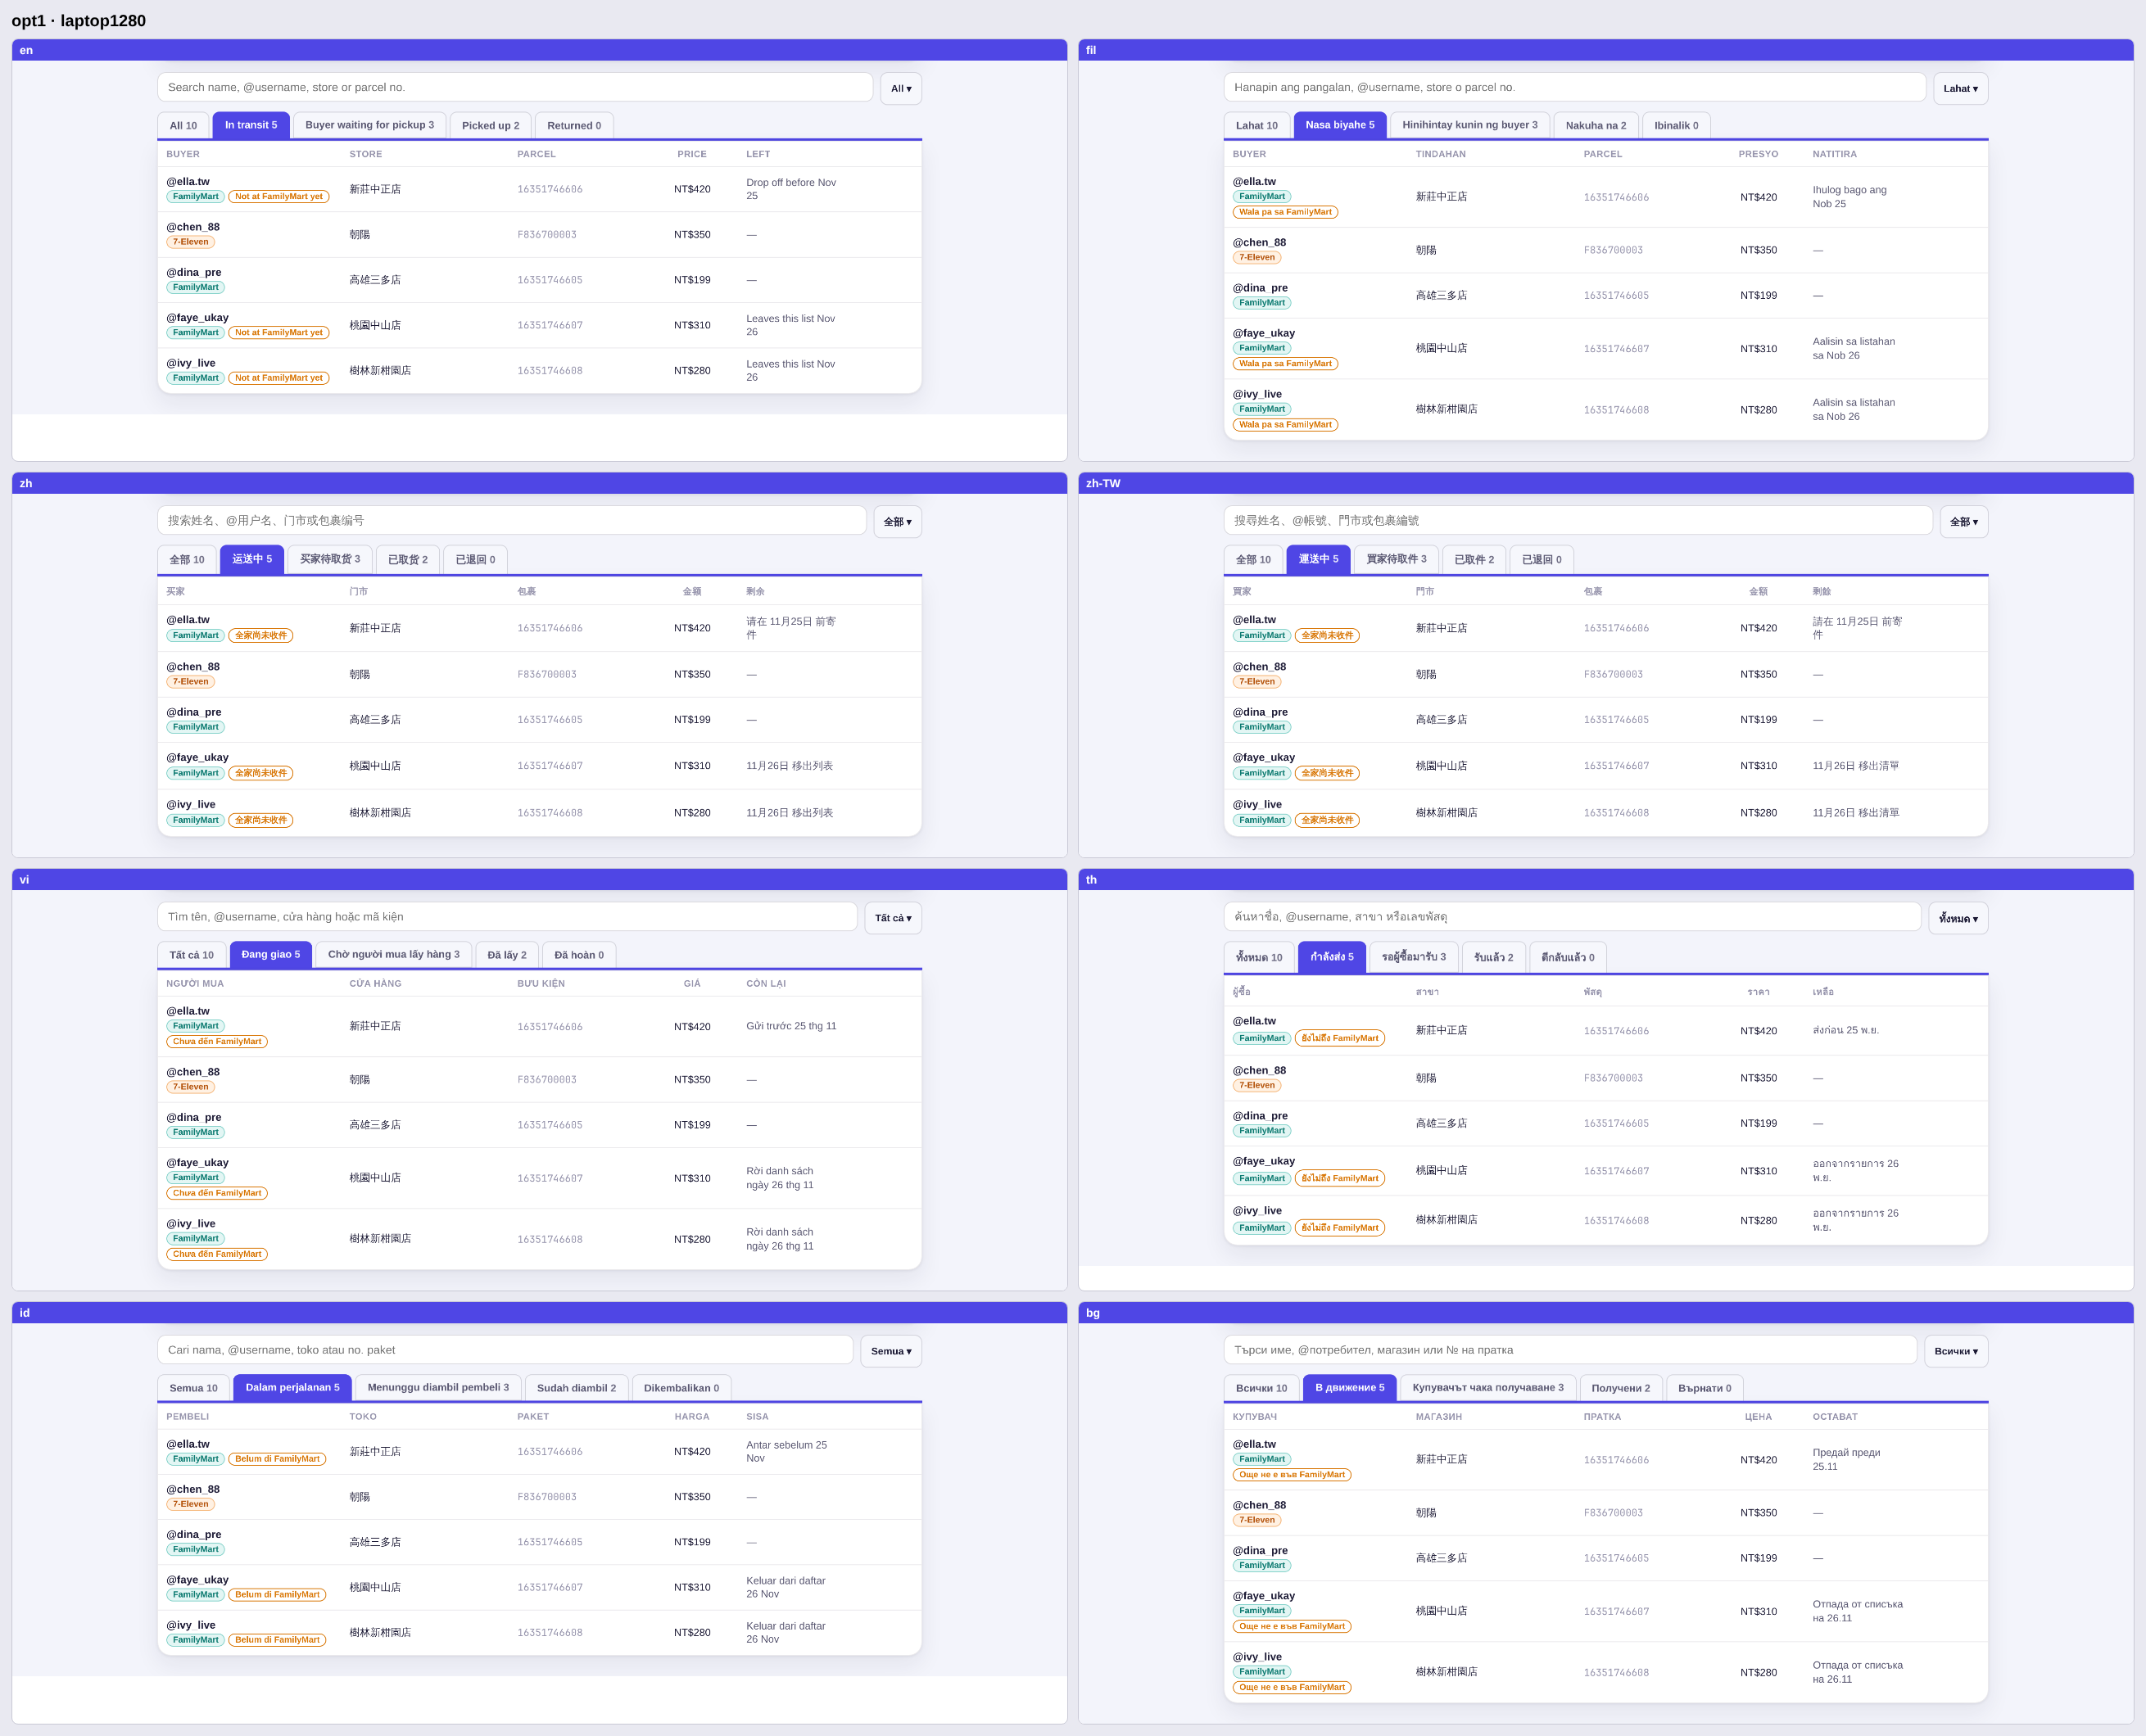 opt1 · laptop1280
en
Search name, @username, store or parcel no.
All ▾
All 10
In transit 5
Buyer waiting for pickup 3
Picked up 2
Returned 0
BUYER STORE PARCEL PRICE LEFT
@ella.tw
FamilyMart Not at FamilyMart yet
新莊中正店
16351746606
NT$420
Drop off before Nov
25
@chen_88
7-Eleven
朝陽
F836700003
NT$350
—
@dina_pre
FamilyMart
高雄三多店
16351746605
NT$199
—
@faye_ukay
FamilyMart Not at FamilyMart yet
桃園中山店
16351746607
NT$310
Leaves this list Nov
26
@ivy_live
FamilyMart Not at FamilyMart yet
樹林新柑園店
16351746608
NT$280
Leaves this list Nov
26
fil
Hanapin ang pangalan, @username, store o parcel no.
Lahat ▾
Lahat 10
Nasa biyahe 5
Hinihintay kunin ng buyer 3
Nakuha na 2
Ibinalik 0
BUYER TINDAHAN PARCEL PRESYO NATITIRA
@ella.tw
FamilyMart
Wala pa sa FamilyMart
新莊中正店
16351746606
NT$420
Ihulog bago ang
Nob 25
@chen_88
7-Eleven
朝陽
F836700003
NT$350
—
@dina_pre
FamilyMart
高雄三多店
16351746605
NT$199
—
@faye_ukay
FamilyMart
Wala pa sa FamilyMart
桃園中山店
16351746607
NT$310
Aalisin sa listahan
sa Nob 26
@ivy_live
FamilyMart
Wala pa sa FamilyMart
樹林新柑園店
16351746608
NT$280
Aalisin sa listahan
sa Nob 26
zh
搜索姓名、@用户名、门市或包裹编号
全部 ▾
全部 10
运送中 5
买家待取货 3
已取货 2
已退回 0
买家 门市 包裹 金额 剩余
@ella.tw
FamilyMart 全家尚未收件
新莊中正店
16351746606
NT$420
请在 11月25日 前寄
件
@chen_88
7-Eleven
朝陽
F836700003
NT$350
—
@dina_pre
FamilyMart
高雄三多店
16351746605
NT$199
—
@faye_ukay
FamilyMart 全家尚未收件
桃園中山店
16351746607
NT$310
11月26日 移出列表
@ivy_live
FamilyMart 全家尚未收件
樹林新柑園店
16351746608
NT$280
11月26日 移出列表
zh-TW
搜尋姓名、@帳號、門市或包裹編號
全部 ▾
全部 10
運送中 5
買家待取件 3
已取件 2
已退回 0
買家 門市 包裹 金額 剩餘
@ella.tw
FamilyMart 全家尚未收件
新莊中正店
16351746606
NT$420
請在 11月25日 前寄
件
@chen_88
7-Eleven
朝陽
F836700003
NT$350
—
@dina_pre
FamilyMart
高雄三多店
16351746605
NT$199
—
@faye_ukay
FamilyMart 全家尚未收件
桃園中山店
16351746607
NT$310
11月26日 移出清單
@ivy_live
FamilyMart 全家尚未收件
樹林新柑園店
16351746608
NT$280
11月26日 移出清單
vi
Tìm tên, @username, cửa hàng hoặc mã kiện
Tất cả ▾
Tất cả 10
Đang giao 5
Chờ người mua lấy hàng 3
Đã lấy 2
Đã hoàn 0
NGƯỜI MUA CỬA HÀNG BƯU KIỆN GIÁ CÒN LẠI
@ella.tw
FamilyMart
Chưa đến FamilyMart
新莊中正店
16351746606
NT$420
Gửi trước 25 thg 11
@chen_88
7-Eleven
朝陽
F836700003
NT$350
—
@dina_pre
FamilyMart
高雄三多店
16351746605
NT$199
—
@faye_ukay
FamilyMart
Chưa đến FamilyMart
桃園中山店
16351746607
NT$310
Rời danh sách
ngày 26 thg 11
@ivy_live
FamilyMart
Chưa đến FamilyMart
樹林新柑園店
16351746608
NT$280
Rời danh sách
ngày 26 thg 11
th
ค้นหาชื่อ, @username, สาขา หรือเลขพัสดุ
ทั้งหมด ▾
ทั้งหมด 10
กำลังส่ง 5
รอผู้ซื้อมารับ 3
รับแล้ว 2
ตีกลับแล้ว 0
ผู้ซื้อ สาขา พัสดุ ราคา เหลือ
@ella.tw
FamilyMart ยังไม่ถึง FamilyMart
新莊中正店
16351746606
NT$420
ส่งก่อน 25 พ.ย.
@chen_88
7-Eleven
朝陽
F836700003
NT$350
—
@dina_pre
FamilyMart
高雄三多店
16351746605
NT$199
—
@faye_ukay
FamilyMart ยังไม่ถึง FamilyMart
桃園中山店
16351746607
NT$310
ออกจากรายการ 26
พ.ย.
@ivy_live
FamilyMart ยังไม่ถึง FamilyMart
樹林新柑園店
16351746608
NT$280
ออกจากรายการ 26
พ.ย.
id
Cari nama, @username, toko atau no. paket
Semua ▾
Semua 10
Dalam perjalanan 5
Menunggu diambil pembeli 3
Sudah diambil 2
Dikembalikan 0
PEMBELI TOKO PAKET HARGA SISA
@ella.tw
FamilyMart Belum di FamilyMart
新莊中正店
16351746606
NT$420
Antar sebelum 25
Nov
@chen_88
7-Eleven
朝陽
F836700003
NT$350
—
@dina_pre
FamilyMart
高雄三多店
16351746605
NT$199
—
@faye_ukay
FamilyMart Belum di FamilyMart
桃園中山店
16351746607
NT$310
Keluar dari daftar
26 Nov
@ivy_live
FamilyMart Belum di FamilyMart
樹林新柑園店
16351746608
NT$280
Keluar dari daftar
26 Nov
bg
Търси име, @потребител, магазин или № на пратка
Всички ▾
Всички 10
В движение 5
Купувачът чака получаване 3
Получени 2
Върнати 0
КУПУВАЧ МАГАЗИН ПРАТКА ЦЕНА ОСТАВАТ
@ella.tw
FamilyMart
Още не е във FamilyMart
新莊中正店
16351746606
NT$420
Предай преди
25.11
@chen_88
7-Eleven
朝陽
F836700003
NT$350
—
@dina_pre
FamilyMart
高雄三多店
16351746605
NT$199
—
@faye_ukay
FamilyMart
Още не е във FamilyMart
桃園中山店
16351746607
NT$310
Отпада от списъка
на 26.11
@ivy_live
FamilyMart
Още не е във FamilyMart
樹林新柑園店
16351746608
NT$280
Отпада от списъка
на 26.11